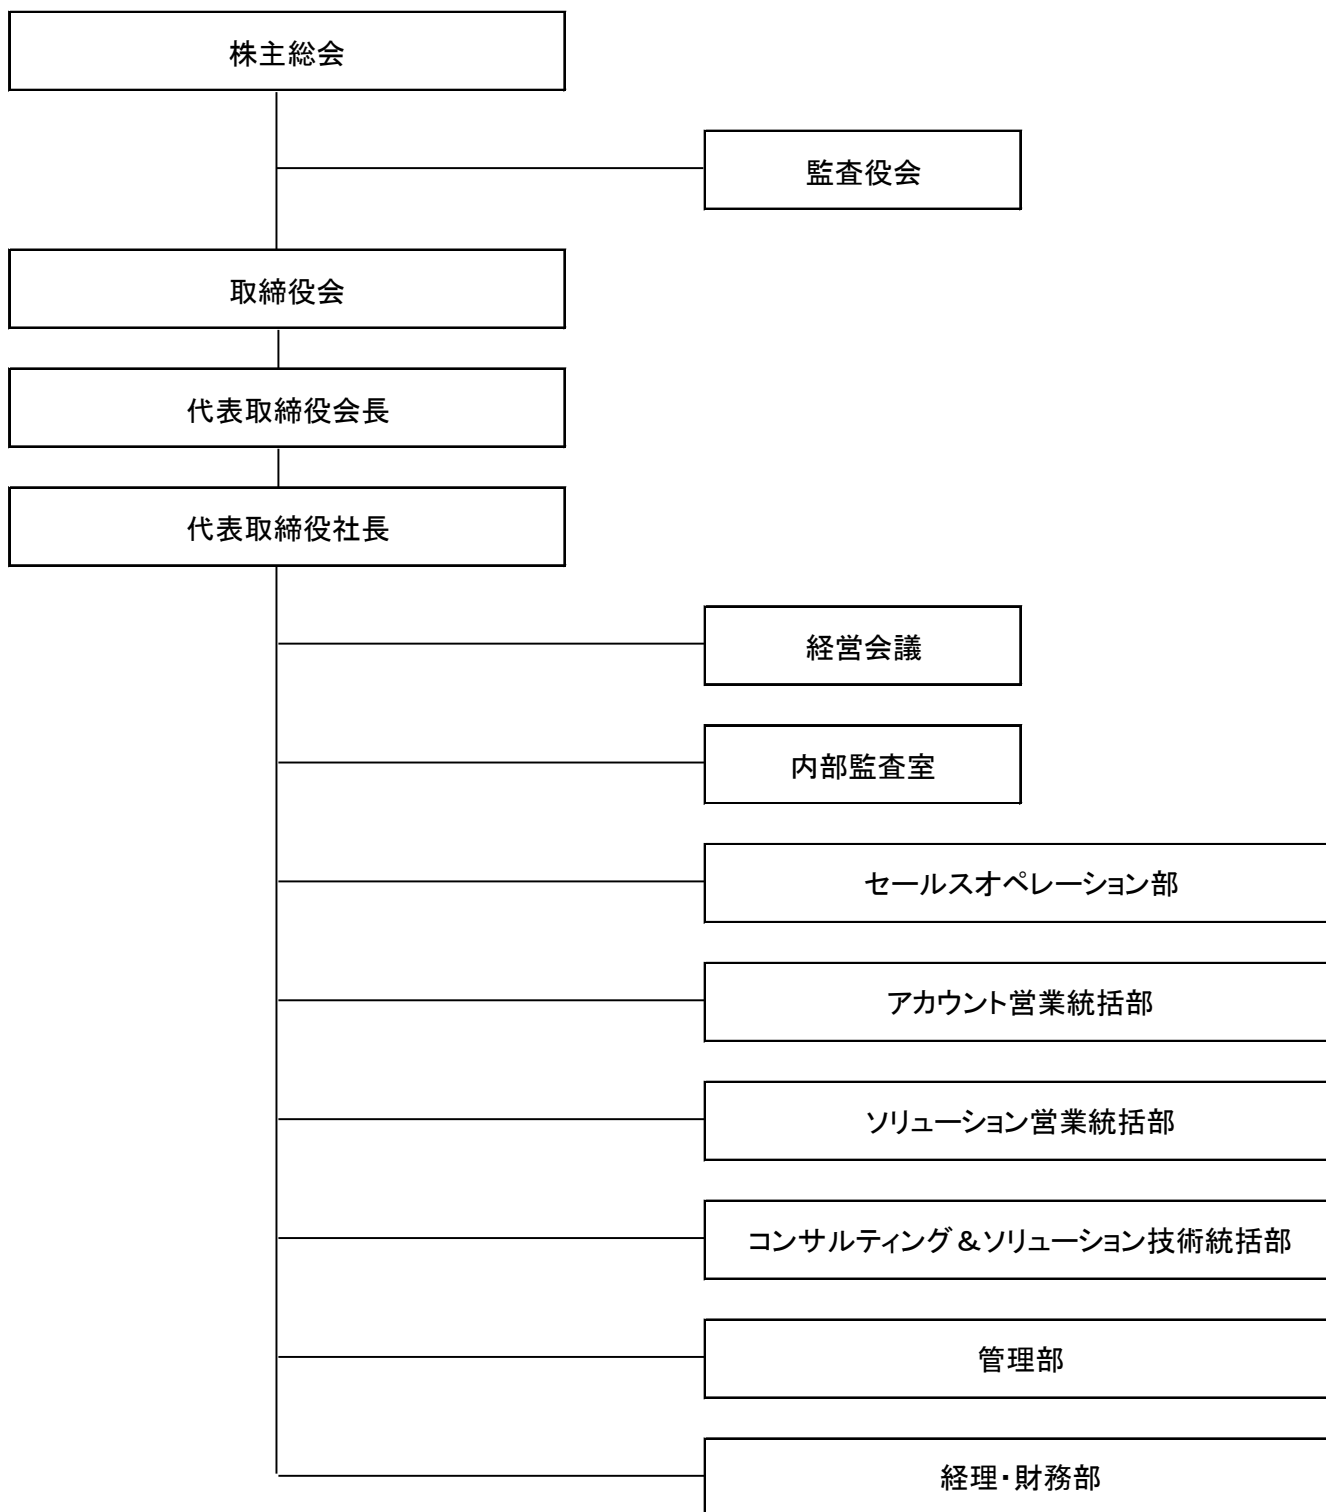 株主総会
監査役会
取締役会
代表取締役会長
代表取締役社長
経営会議
内部監査室
セールスオペレーション部
アカウント営業統括部
ソリューション営業統括部
コンサルティング＆ソリューション技術統括部
管理部
経理・財務部